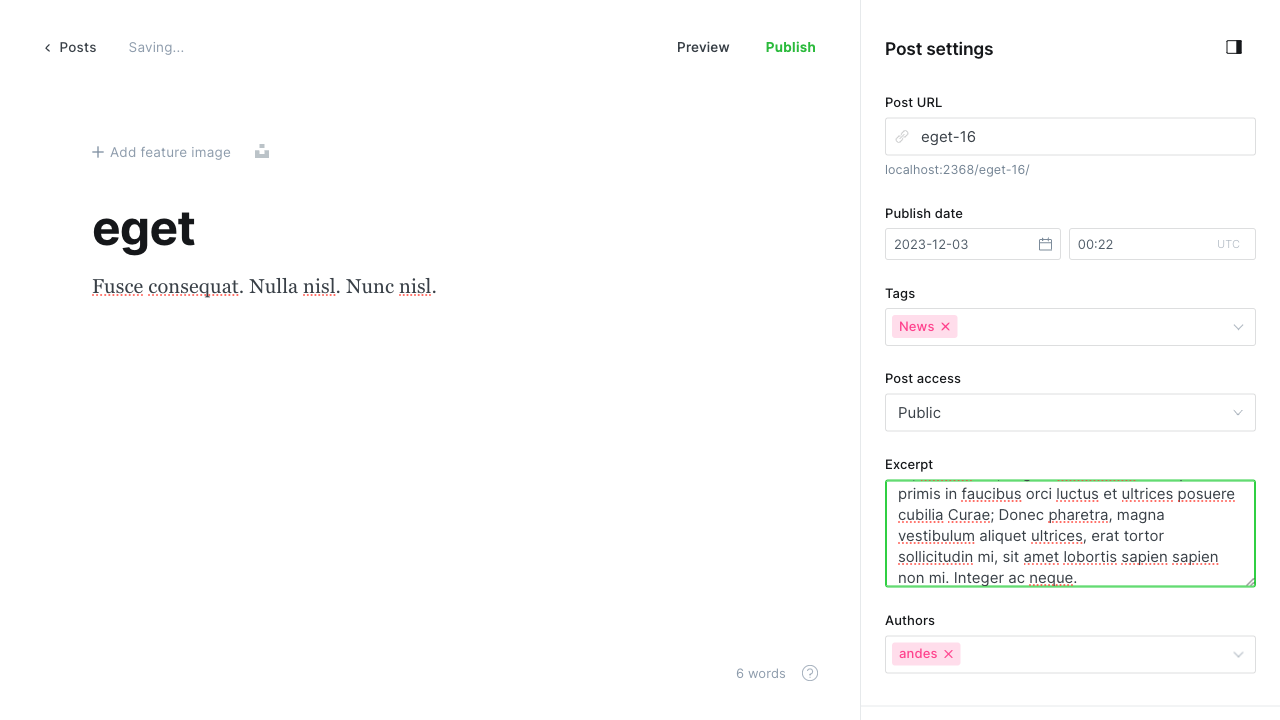 Posts
Saving...
Preview
Publish
Add feature image
eget
Fusce consequat. Nulla nisl. Nunc nisl.
6 words
Post settings
Post URL
eget-16
localhost:2368/eget-16/
Publish date
2023-12-03
00:22
UTC
Tags
News
Post access
Public
Excerpt
primis in faucibus orci luctus et ultrices posuere
cubilia Curae; Donec pharetra, magna
vestibulum aliquet ultrices, erat tortor
sollicitudin mi, sit amet lobortis sapien sapien
non mi. Integer ac neque.
Authors
andes